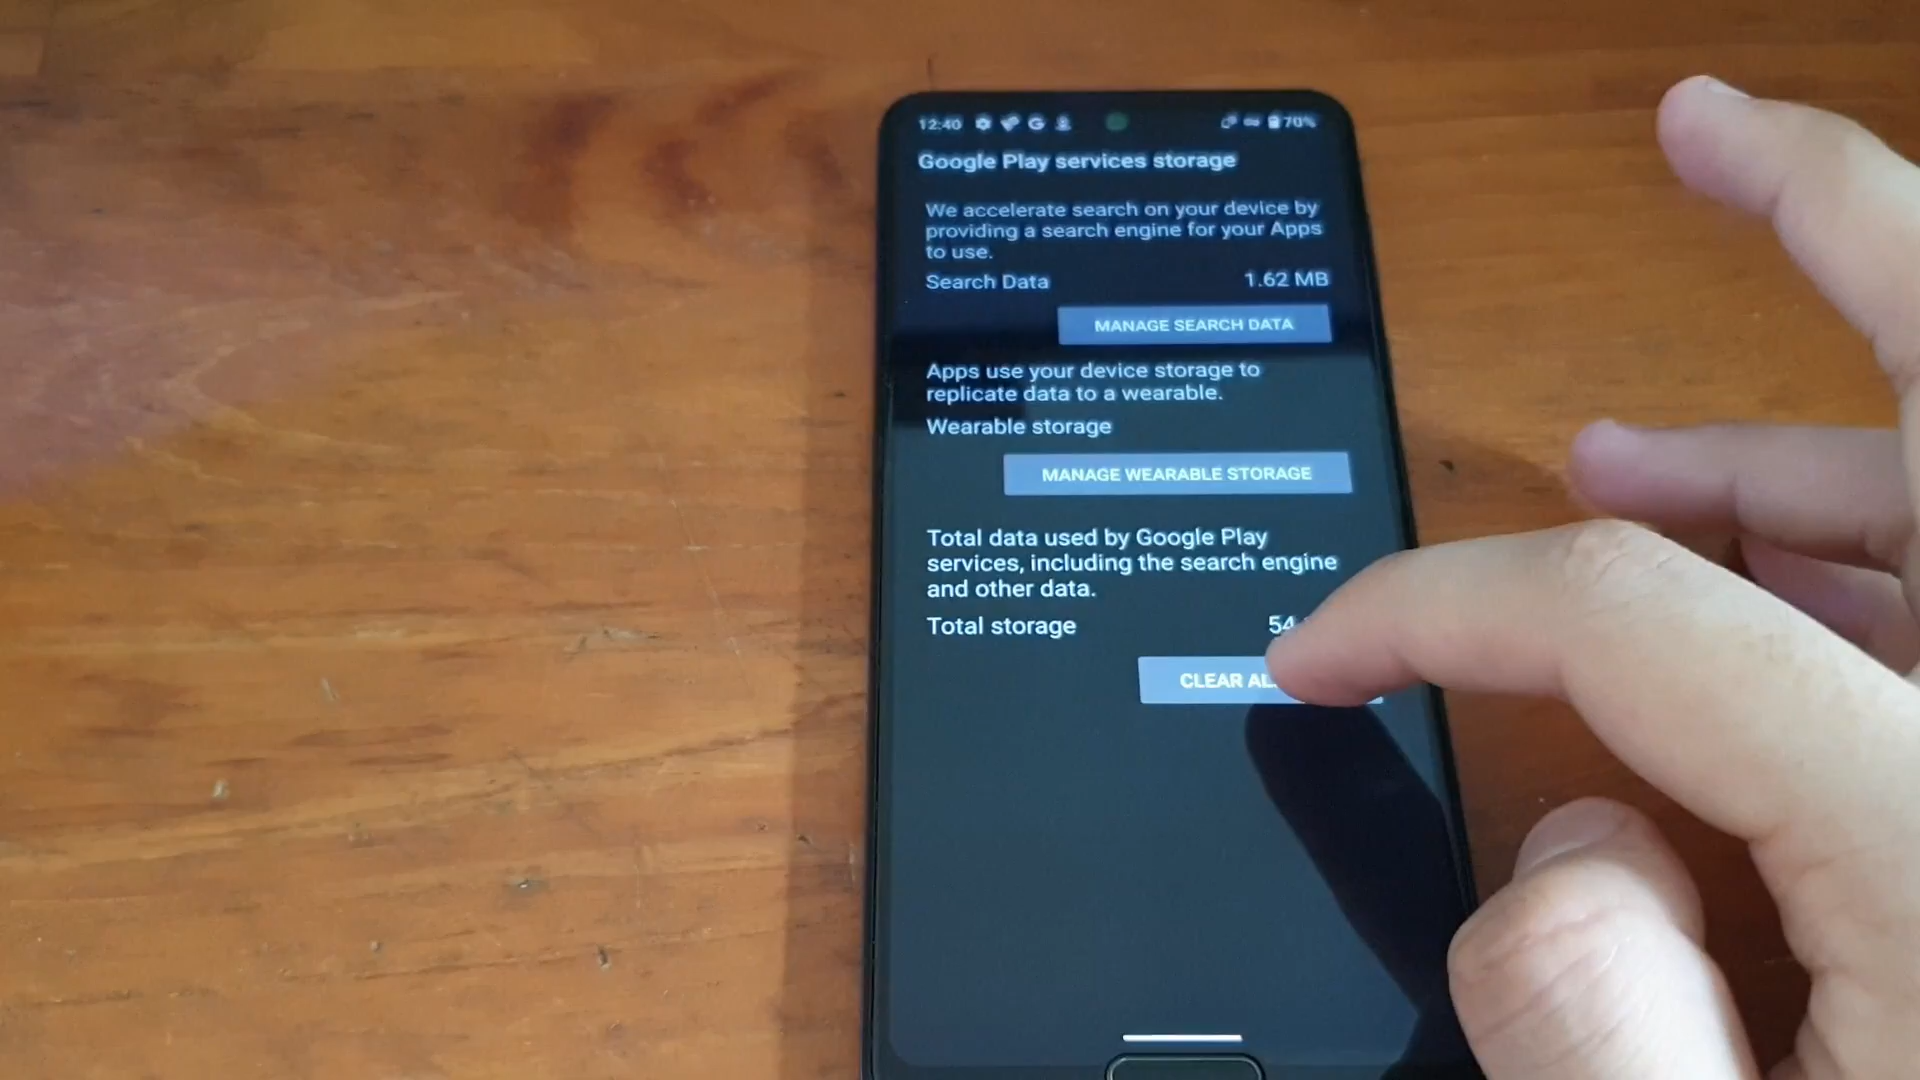 12:40 G 70%
Google Play services storage
We accelerate search on your device by
providing a search engine for your Apps
to use.
Search Data 1.62 MB
MANAGE SEARCH DATA
Apps use your device storage to
replicate data to a wearable.
Wearable storage
MANAGE WEARABLE STORAGE
Total data used by Google Play
services, including the search engine
and other data.
Total storage 54
CLEAR